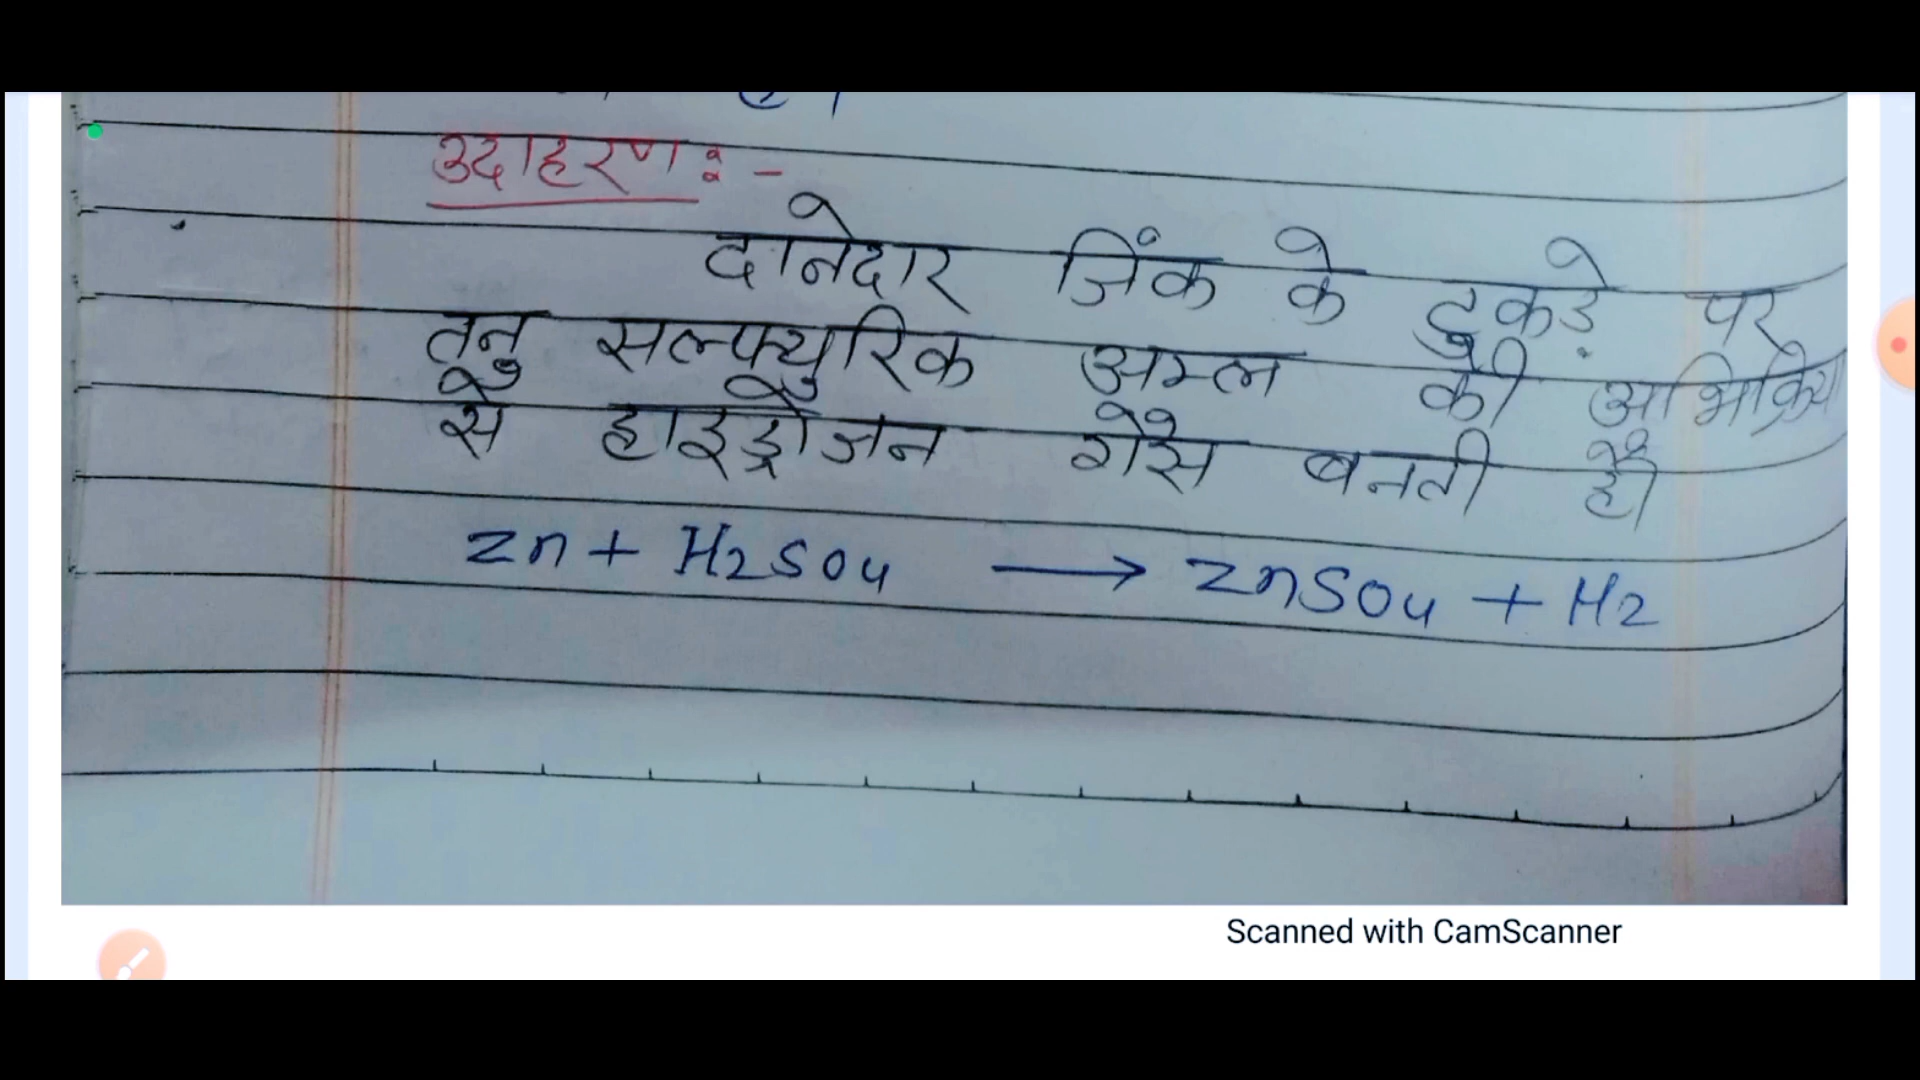 उदाहरण :-
दानेदार जिंक के टुकड़े पर
तनु सल्फ्युरिक अम्ल की अभिक्रिया
से हाइड्रोजन गैस बनती है।
Zn + H2SO4 → ZnSO4 + H2
Scanned with CamScanner